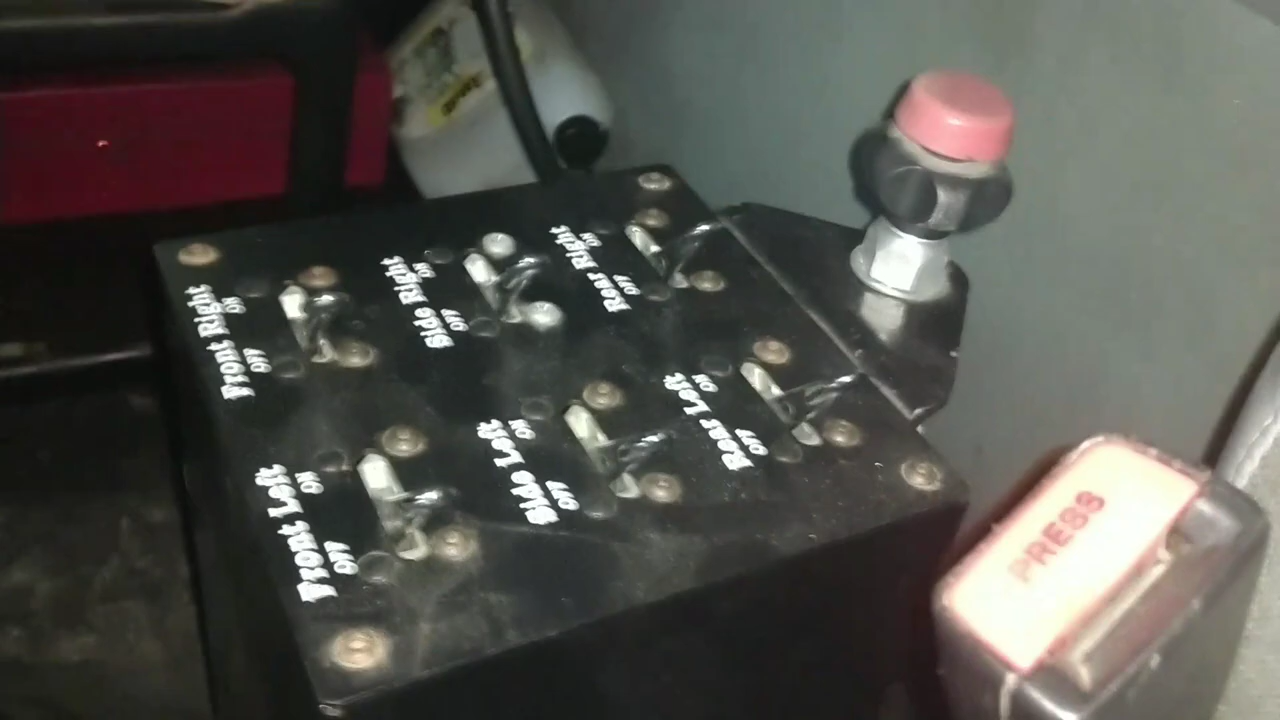 Front Right
ON
OFF
Side Right
ON
OFF
Rear Right
ON
OFF
Front Left
ON
OFF
Side Left
ON
OFF
Rear Left
ON
OFF
PRESS